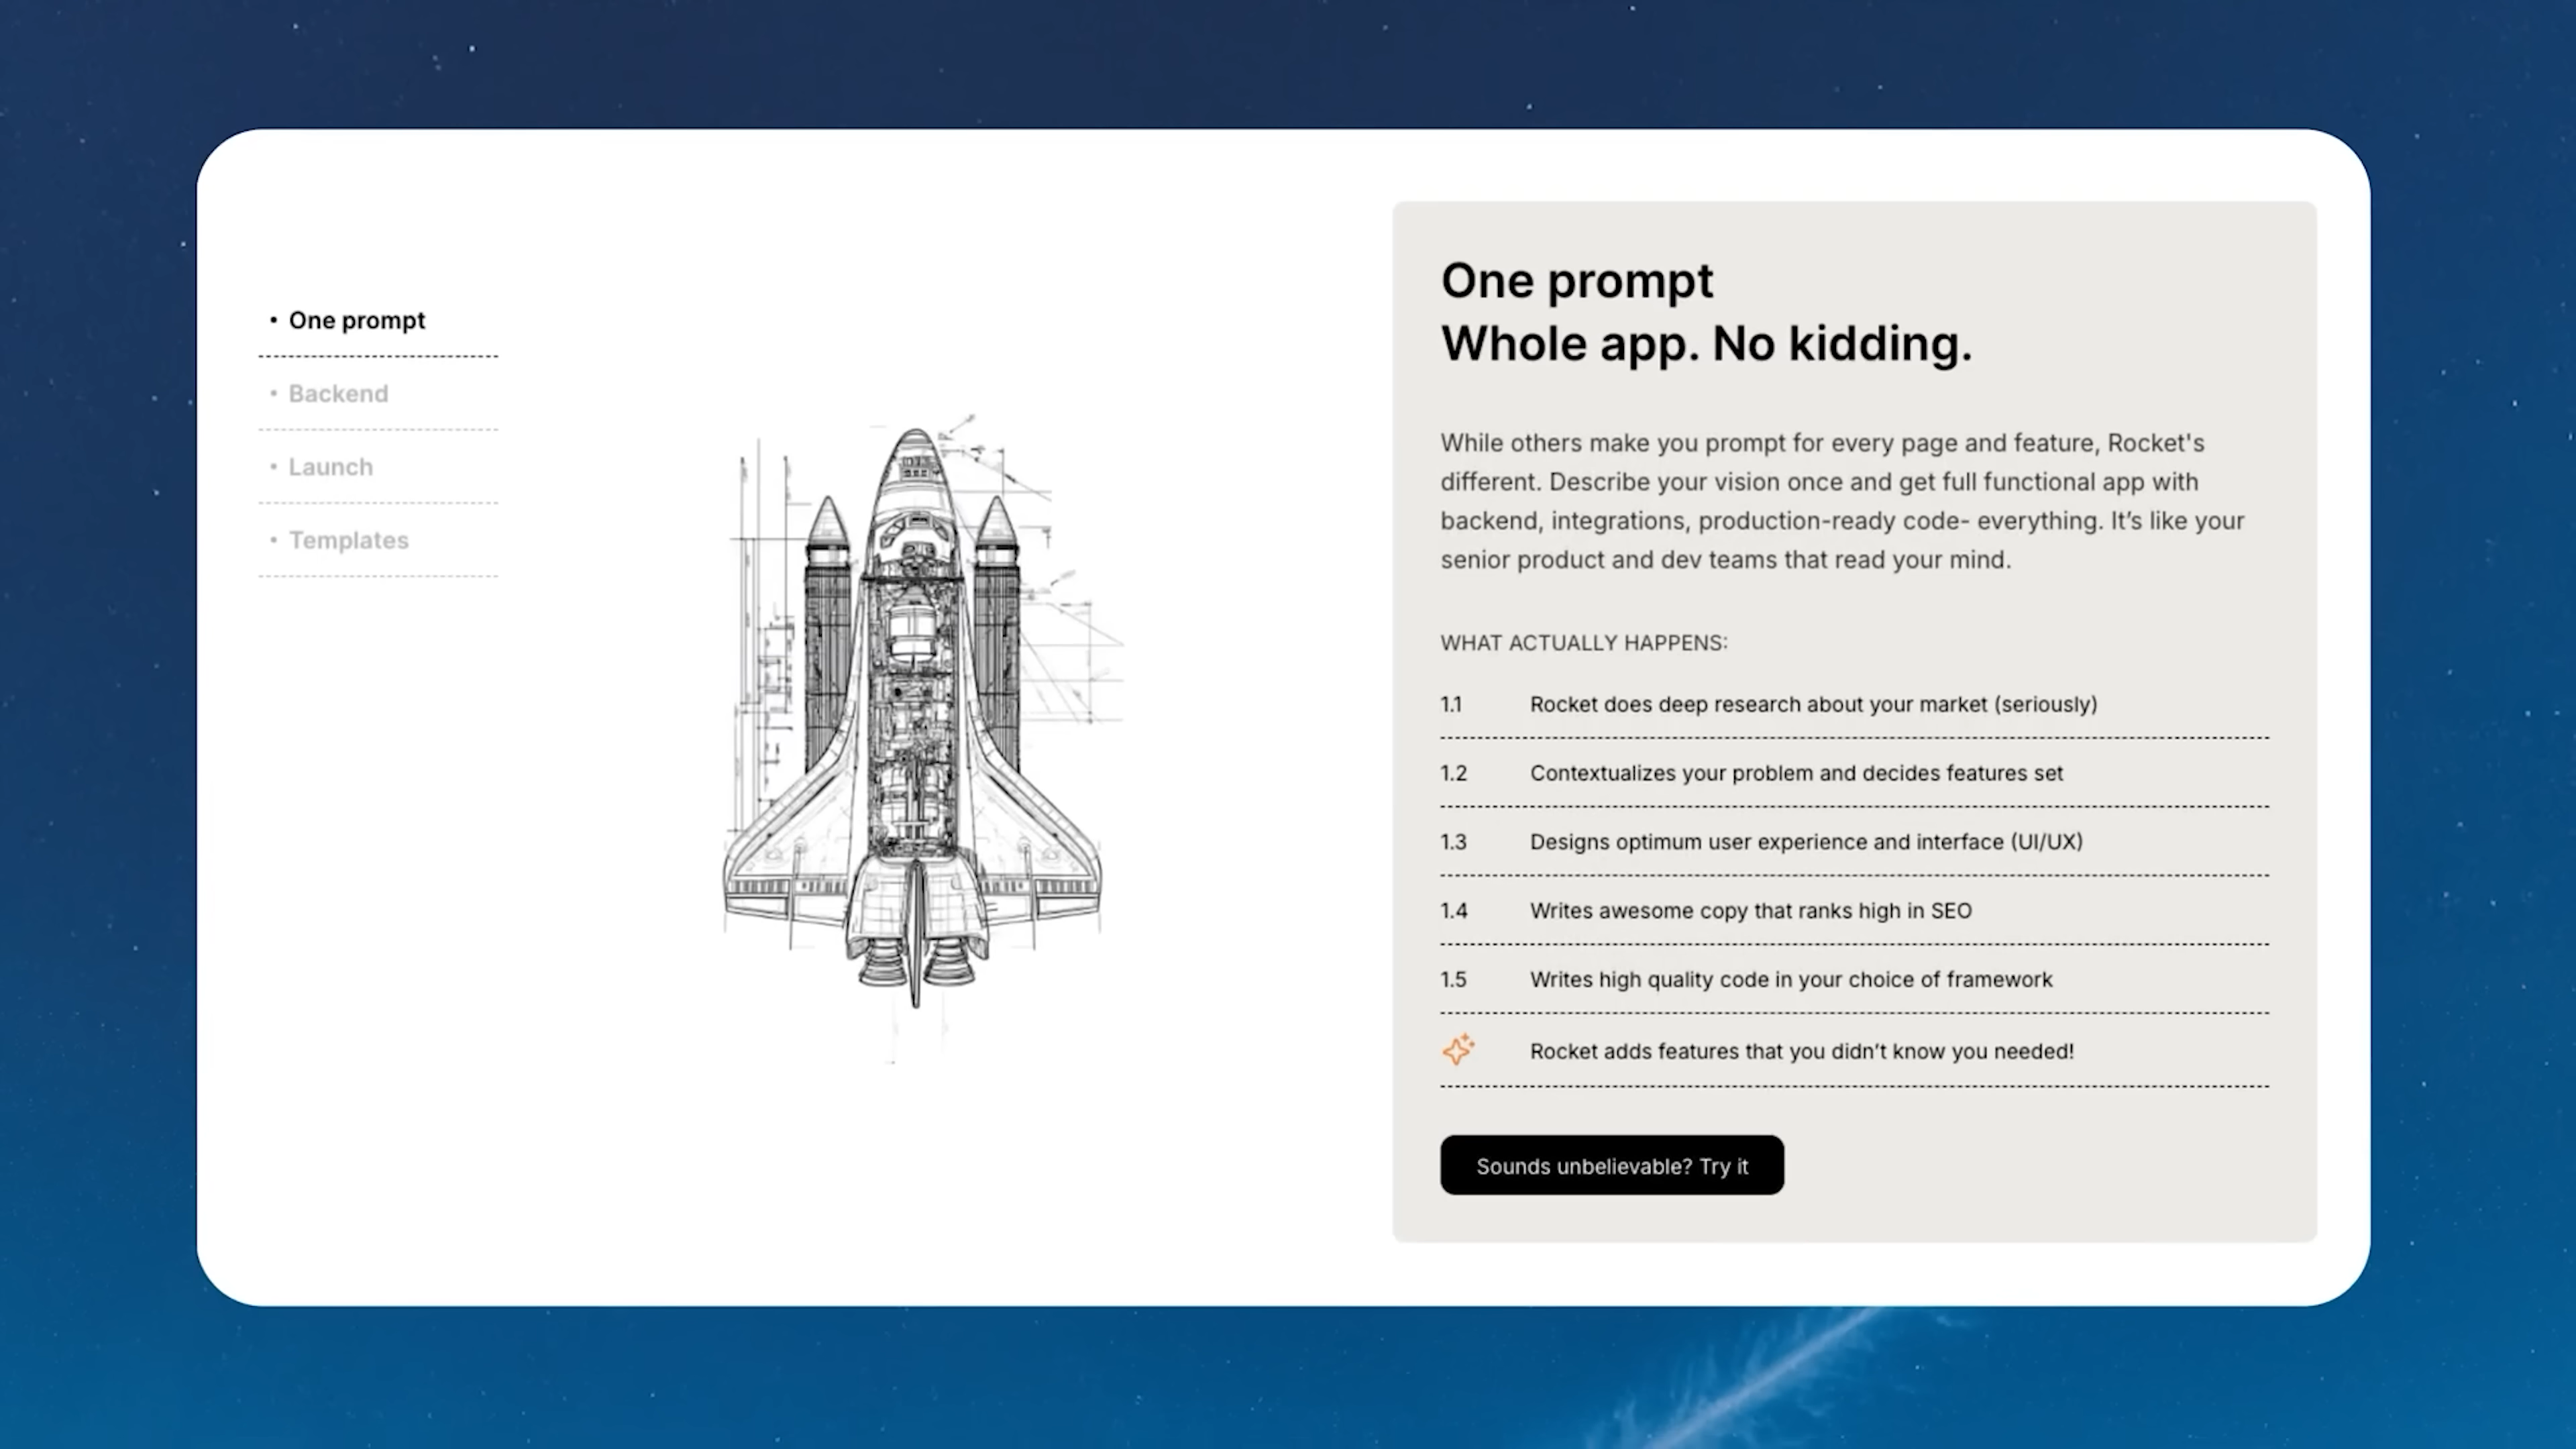 • One prompt
• Backend
• Launch
• Templates
One prompt
Whole app. No kidding.
While others make you prompt for every page and feature, Rocket's
different. Describe your vision once and get full functional app with
backend, integrations, production-ready code- everything. It’s like your
senior product and dev teams that read your mind.
WHAT ACTUALLY HAPPENS:
1.1 Rocket does deep research about your market (seriously)
1.2 Contextualizes your problem and decides features set
1.3 Designs optimum user experience and interface (UI/UX)
1.4 Writes awesome copy that ranks high in SEO
1.5 Writes high quality code in your choice of framework
Rocket adds features that you didn’t know you needed!
Sounds unbelievable? Try it